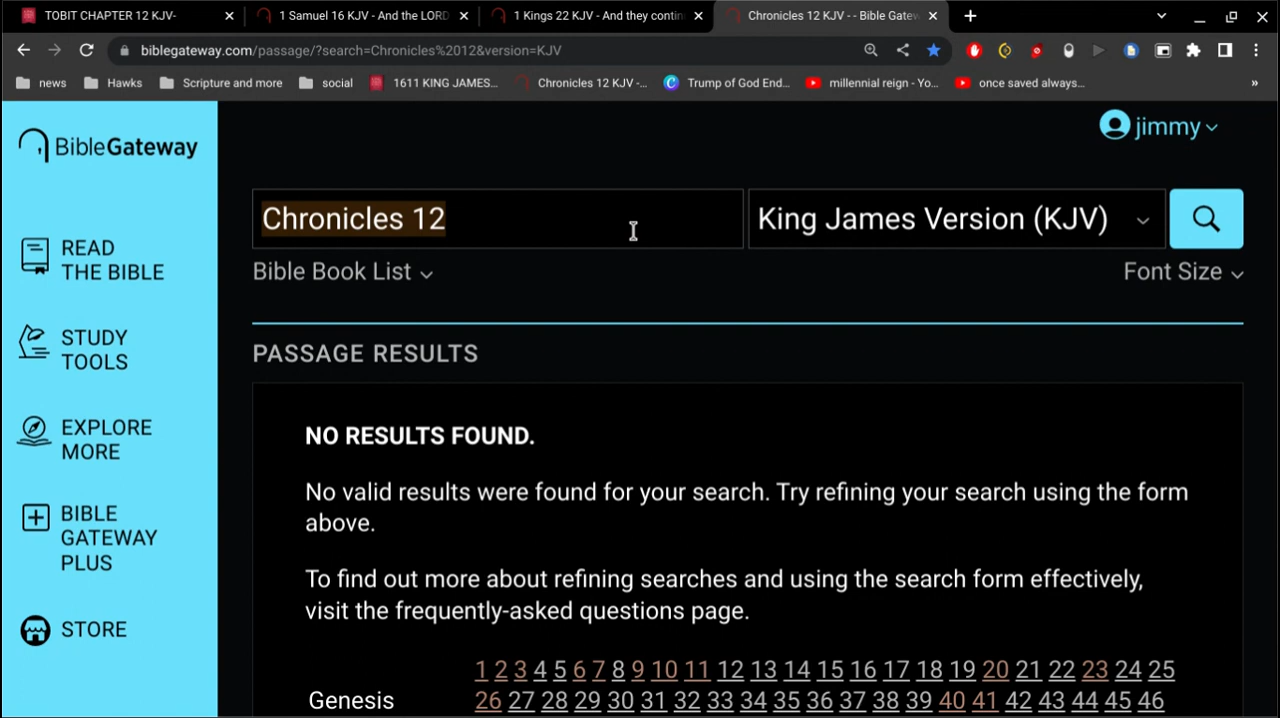 TOBIT CHAPTER 12 KJV-
1 Samuel 16 KJV - And the LORD
1 Kings 22 KJV - And they contin
Chronicles 12 KJV - - Bible Gatew
biblegateway.com/passage/?search=Chronicles%2012&version=KJV
news
Hawks
Scripture and more
social
1611 KING JAMES...
Chronicles 12 KJV -...
Trump of God End...
millennial reign - Yo...
once saved always...
»
BibleGateway
jimmy
Chronicles 12
King James Version (KJV)
Bible Book List
Font Size
READ
THE BIBLE
STUDY
TOOLS
EXPLORE
MORE
BIBLE
GATEWAY
PLUS
STORE
PASSAGE RESULTS
NO RESULTS FOUND.
No valid results were found for your search. Try refining your search using the form
above.
To find out more about refining searches and using the search form effectively,
visit the frequently-asked questions page.
Genesis
1 2 3 4 5 6 7 8 9 10 11 12 13 14 15 16 17 18 19 20 21 22 23 24 25
26 27 28 29 30 31 32 33 34 35 36 37 38 39 40 41 42 43 44 45 46